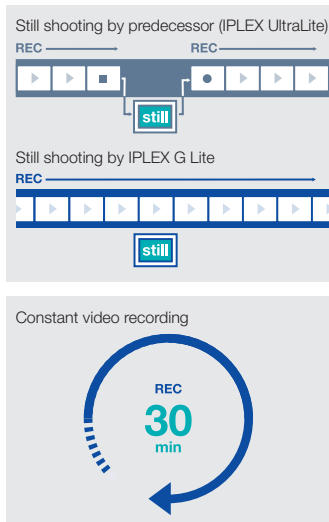 Still shooting by predecessor (IPLEX UltraLite)
REC REC
still
Still shooting by IPLEX G Lite
REC
still
Constant video recording
REC
30
min